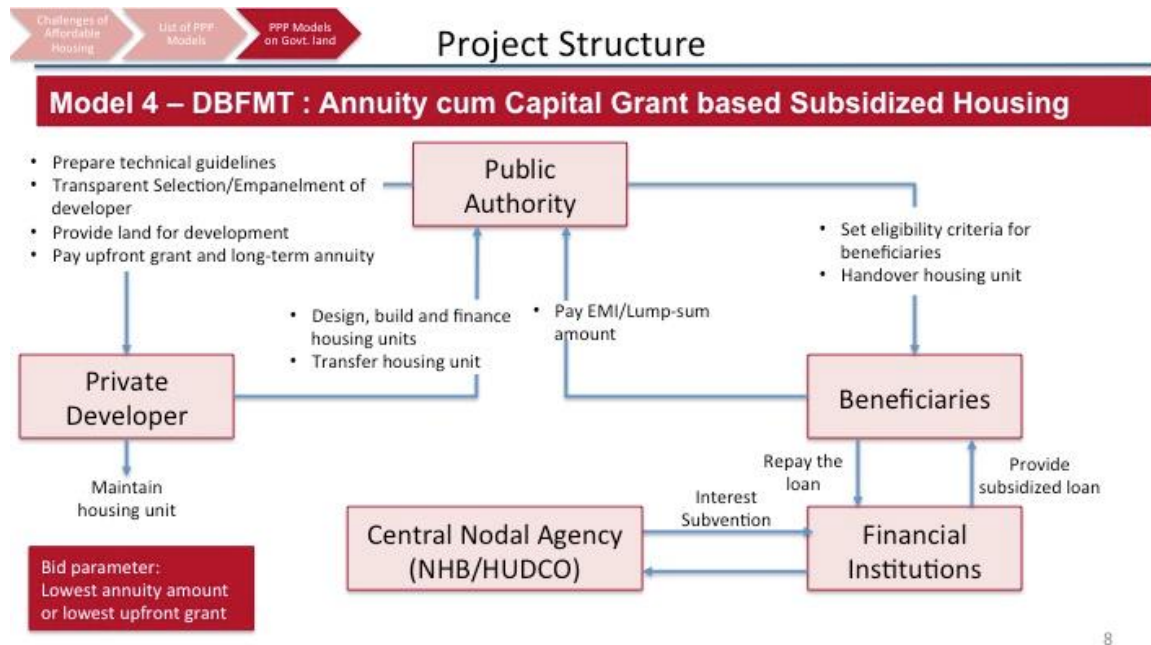 Challenges of
Affordable
Housing
List of PPP
Models
PPP Models
on Govt. land
Project Structure
Model 4 – DBFMT : Annuity cum Capital Grant based Subsidized Housing
• Prepare technical guidelines
• Transparent Selection/Empanelment of
developer
• Provide land for development
• Pay upfront grant and long-term annuity
Public
Authority
• Set eligibility criteria for
beneficiaries
• Handover housing unit
• Design, build and finance
housing units
• Transfer housing unit
• Pay EMI/Lump-sum
amount
Private
Developer
Beneficiaries
Maintain
housing unit
Repay the
loan
Provide
subsidized loan
Interest
Subvention
Central Nodal Agency
(NHB/HUDCO)
Financial
Institutions
Bid parameter:
Lowest annuity amount
or lowest upfront grant
8